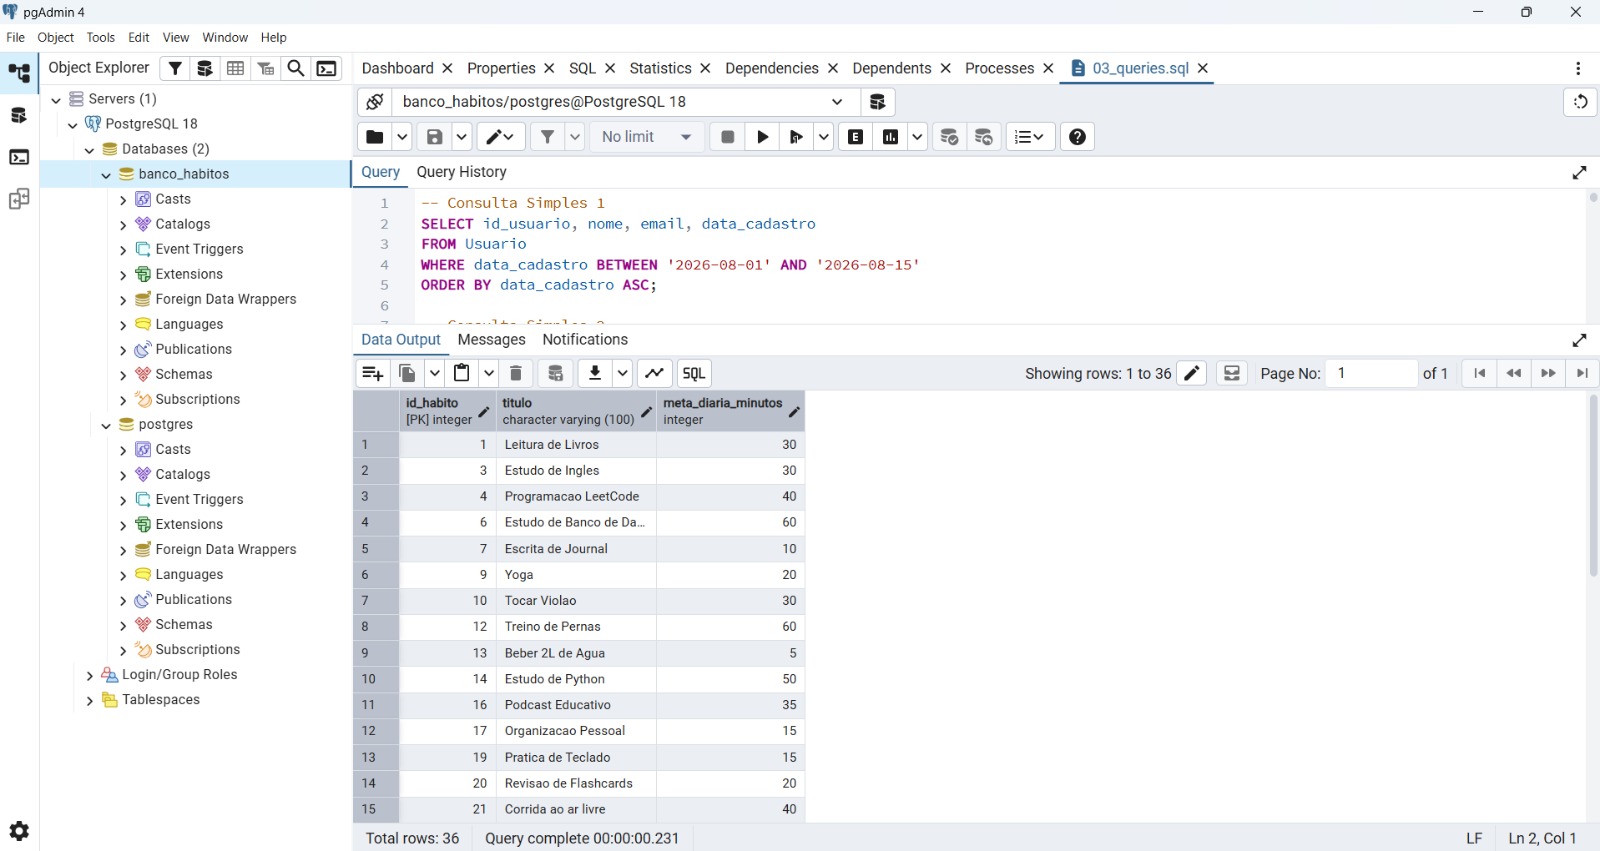 pgAdmin 4
File Object Tools Edit View Window Help
Object Explorer
Dashboard Properties SQL Statistics Dependencies Dependents Processes 03_queries.sql
Servers (1)
PostgreSQL 18
Databases (2)
banco_habitos
Casts
Catalogs
Event Triggers
Extensions
Foreign Data Wrappers
Languages
Publications
Schemas
Subscriptions
postgres
Casts
Catalogs
Event Triggers
Extensions
Foreign Data Wrappers
Languages
Publications
Schemas
Subscriptions
Login/Group Roles
Tablespaces
banco_habitos/postgres@PostgreSQL 18
No limit
E
Query Query History
1 -- Consulta Simples 1
2 SELECT id_usuario, nome, email, data_cadastro
3 FROM Usuario
4 WHERE data_cadastro BETWEEN '2026-08-01' AND '2026-08-15'
5 ORDER BY data_cadastro ASC;
6
Data Output Messages Notifications
SQL Showing rows: 1 to 36 Page No: 1 of 1
id_habito titulo meta_diaria_minutos
[PK] integer character varying (100) integer
1 1 Leitura de Livros 30
2 3 Estudo de Ingles 30
3 4 Programacao LeetCode 40
4 6 Estudo de Banco de Da... 60
5 7 Escrita de Journal 10
6 9 Yoga 20
7 10 Tocar Violao 30
8 12 Treino de Pernas 60
9 13 Beber 2L de Agua 5
10 14 Estudo de Python 50
11 16 Podcast Educativo 35
12 17 Organizacao Pessoal 15
13 19 Pratica de Teclado 15
14 20 Revisao de Flashcards 20
15 21 Corrida ao ar livre 40
Total rows: 36 Query complete 00:00:00.231 LF Ln 2, Col 1